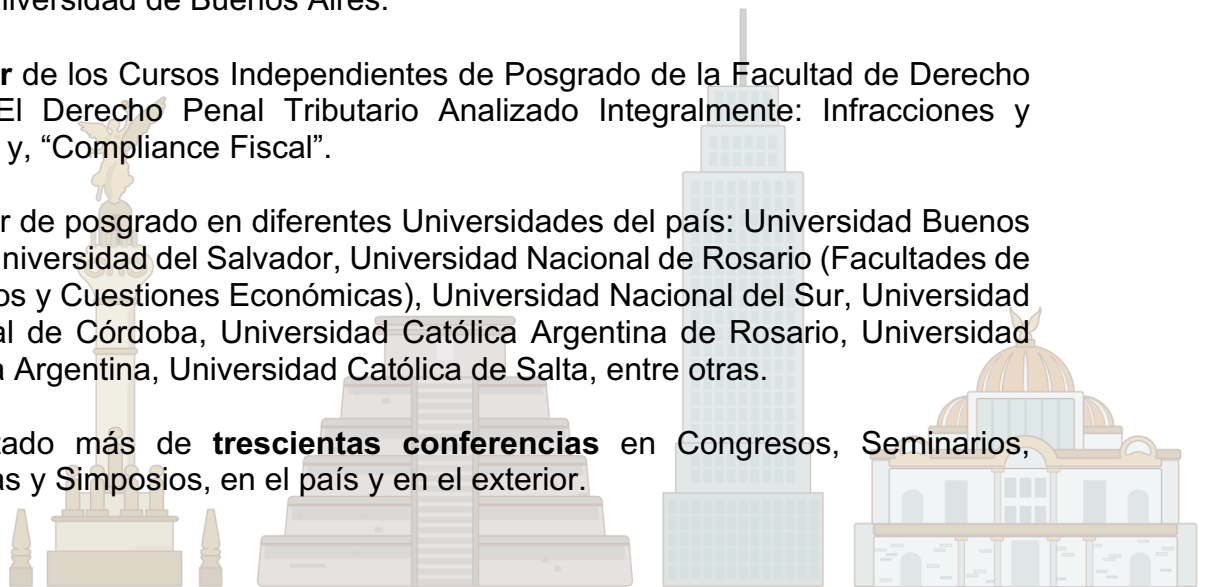 niversidad de Buenos Aires.
r de los Cursos Independientes de Posgrado de la Facultad de Derecho
El Derecho Penal Tributario Analizado Integralmente: Infracciones y
y, “Compliance Fiscal”.
r de posgrado en diferentes Universidades del país: Universidad Buenos
niversidad del Salvador, Universidad Nacional de Rosario (Facultades de
os y Cuestiones Económicas), Universidad Nacional del Sur, Universidad
al de Córdoba, Universidad Católica Argentina de Rosario, Universidad
a Argentina, Universidad Católica de Salta, entre otras.
tado más de trescientas conferencias en Congresos, Seminarios,
as y Simposios, en el país y en el exterior.